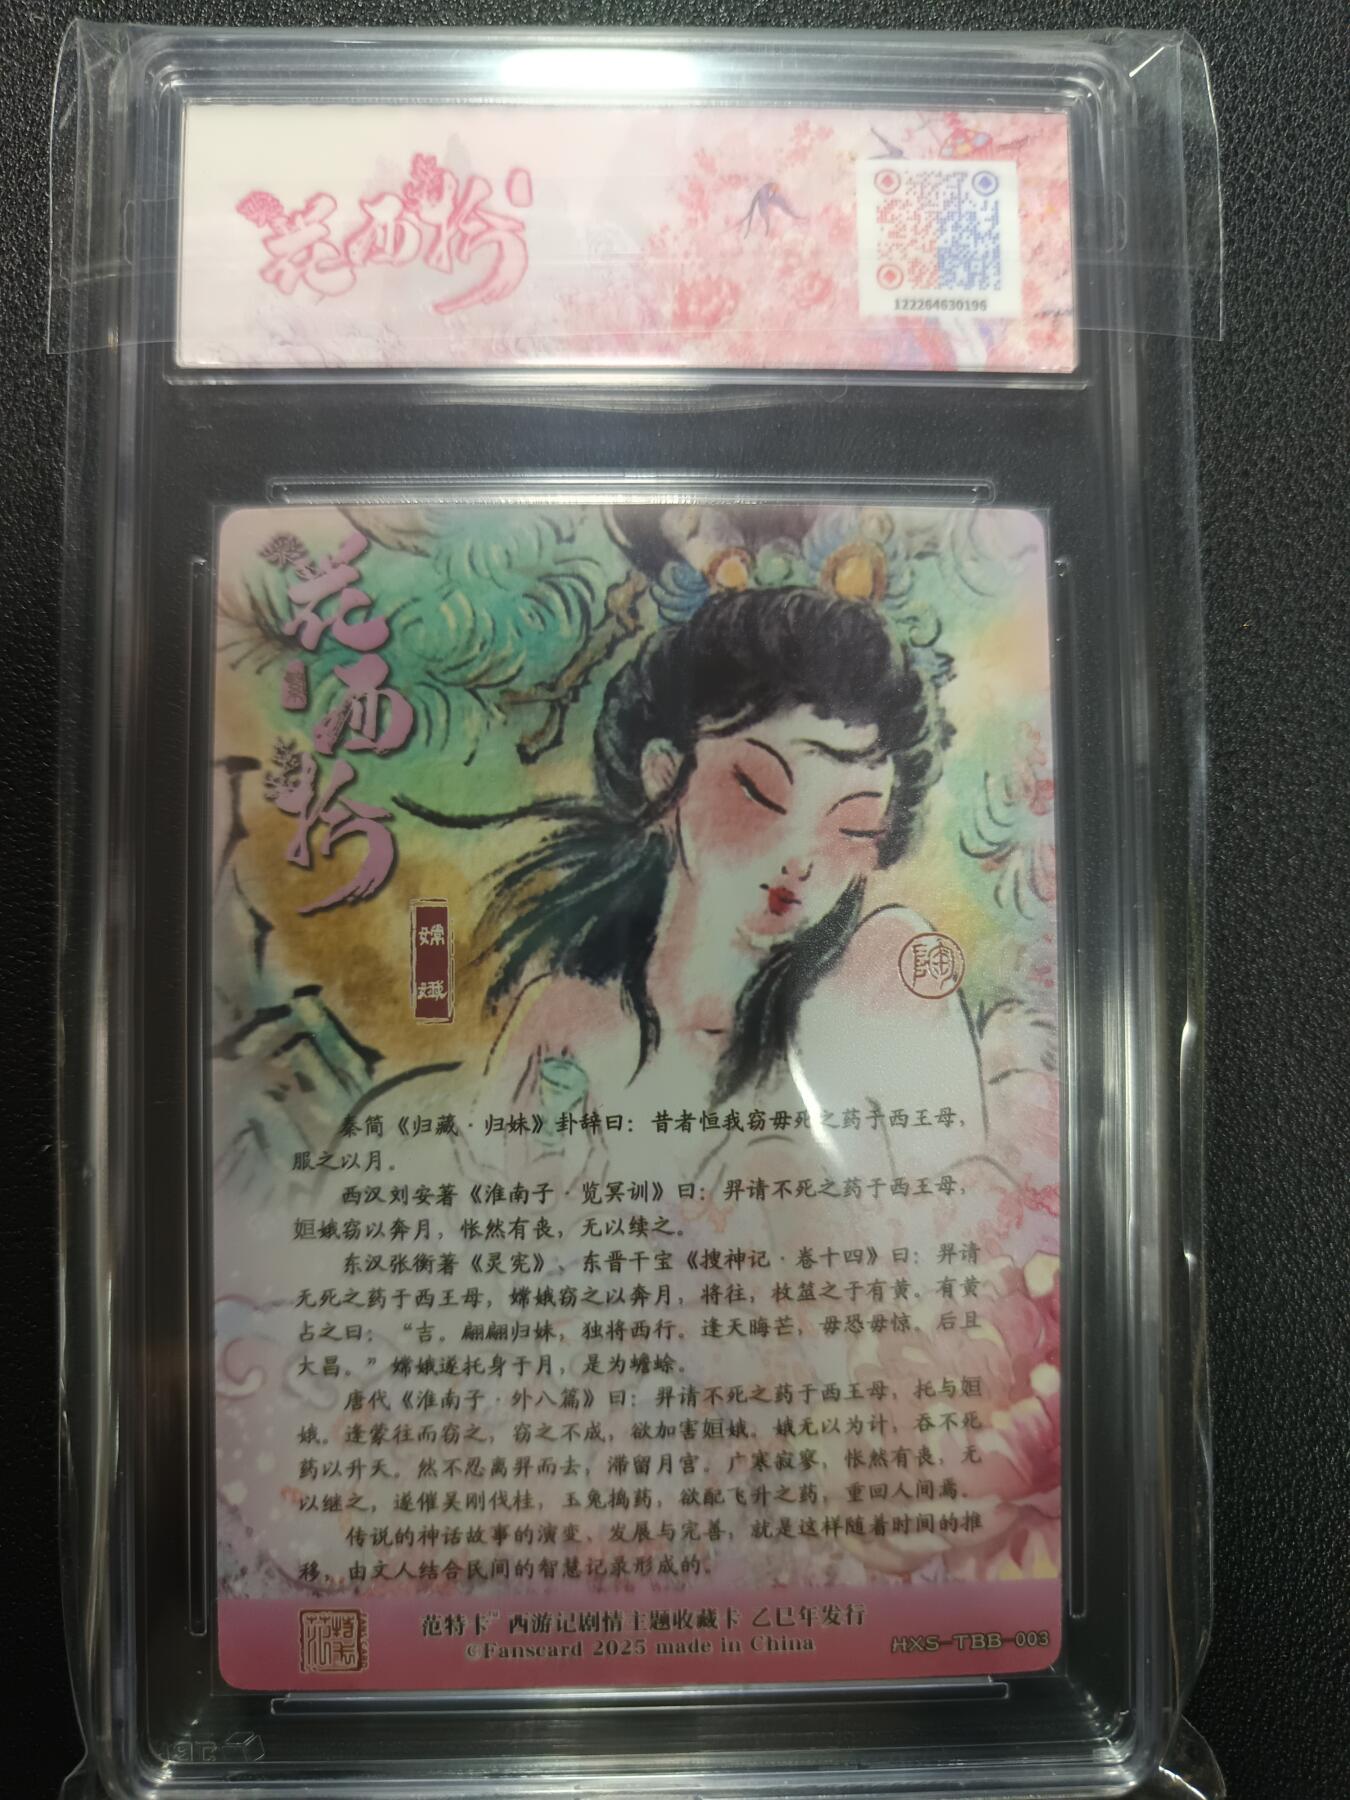 花西拾
122264630196
花西拾
嫦娥
陶
秦简《归藏·归妹》卦辞曰：昔者恒我窃毋死之药于西王母，
服之以月。
西汉刘安著《淮南子·览冥训》曰：羿请不死之药于西王母，
姮娥窃以奔月，怅然有丧，无以续之。
东汉张衡著《灵宪》、东晋干宝《搜神记·卷十四》曰：羿请
无死之药于西王母，嫦娥窃之以奔月，将往，枚筮之于有黄。有黄
占之曰：“吉。翩翩归妹，独将西行。逢天晦芒，毋恐毋惊。后且
大昌。”嫦娥遂托身于月，是为蟾蜍。
唐代《淮南子·外八篇》曰：羿请不死之药于西王母，托与姮
娥。逢蒙往而窃之，窃之不成，欲加害姮娥。娥无以为计，吞不死
药以升天。然不忍离羿而去，滞留月宫。广寒寂寥，怅然有丧，无
以继之，遂催吴刚伐桂，玉兔捣药，欲配飞升之药，重回人间焉。
传说的神话故事的演变、发展与完善，就是这样随着时间的推
移，由文人结合民间的智慧记录形成的。
范特卡™ 西游记剧情主题收藏卡 乙巳年发行
©Fanscard 2025 made in China
HXS-TBB-003